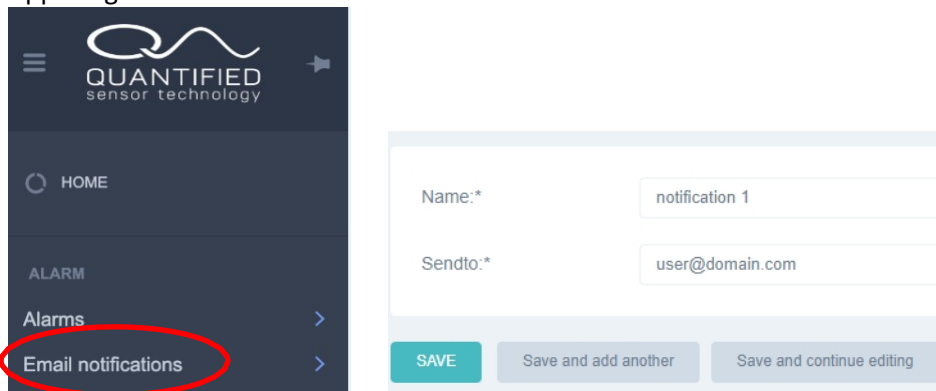 QUANTIFIED
sensor technology
HOME
ALARM
Alarms
Email notifications
Name:*
notification 1
Sendto:*
user@domain.com
SAVE
Save and add another
Save and continue editing